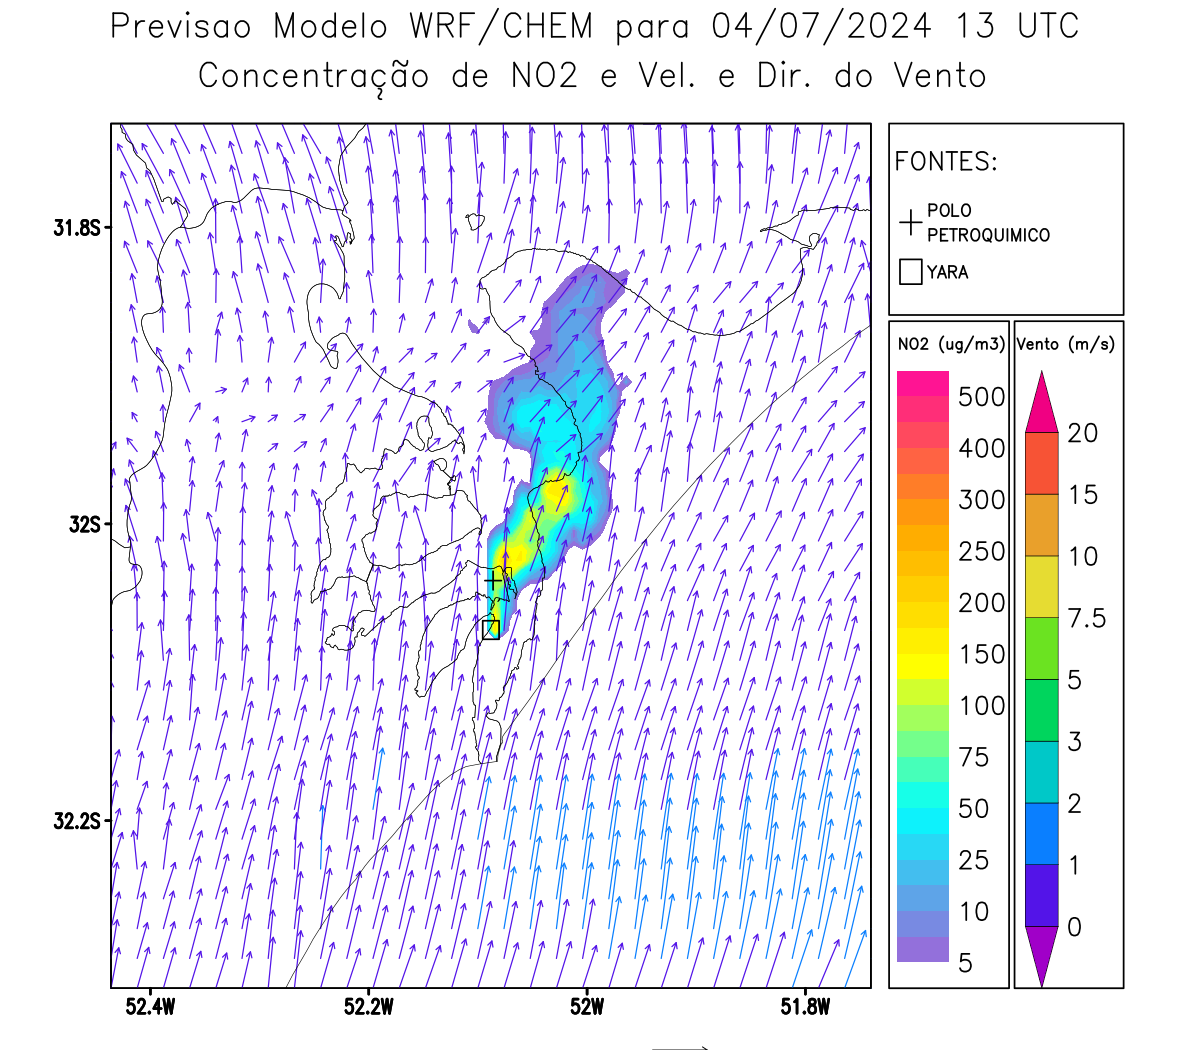 Previsao Modelo WRF/CHEM para 04/07/2024 13 UTC
Concentração de NO2 e Vel. e Dir. do Vento
FONTES:
POLO
PETROQUIMICO
YARA
31.8S
32S
32.2S
52.4W
52.2W
52W
51.8W
NO2 (ug/m3)
500
400
300
250
200
150
100
75
50
25
10
5
Vento (m/s)
20
15
10
7.5
5
3
2
1
0